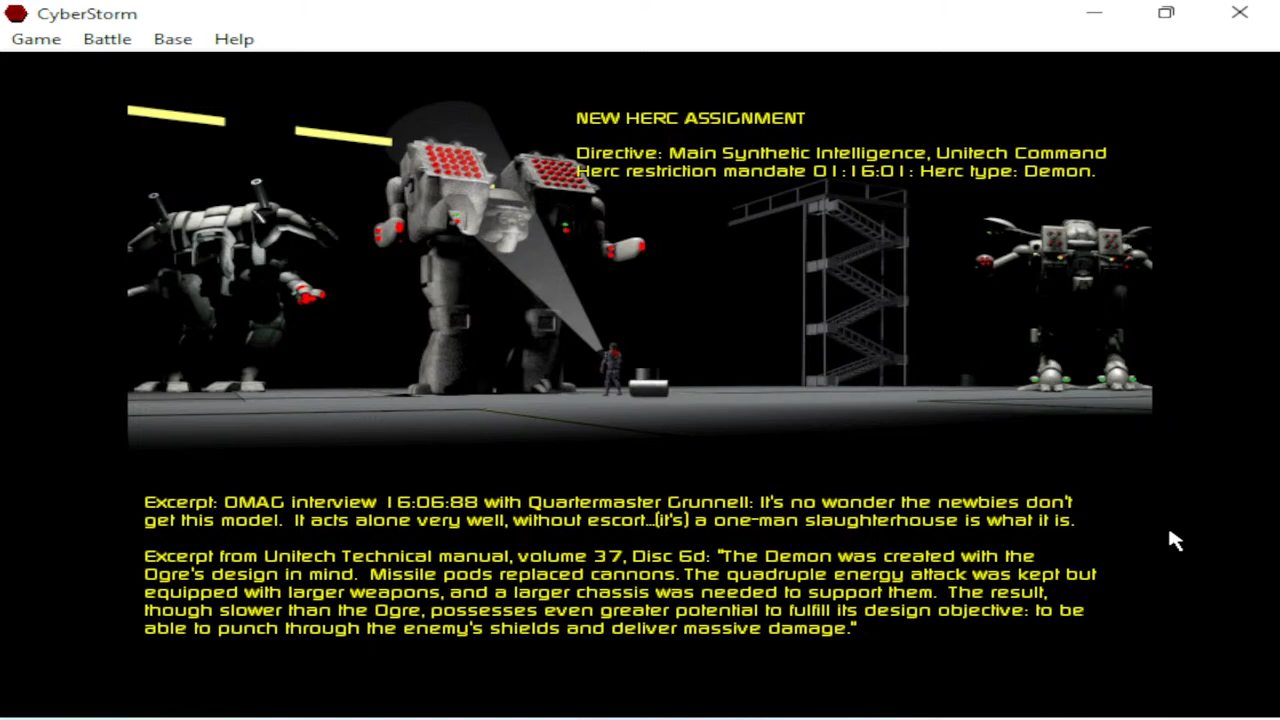 CyberStorm
Game Battle Base Help
NEW HERC ASSIGNMENT
Directive: Main Synthetic Intelligence, Unitech Command
Herc restriction mandate 01:16:01: Herc type: Demon.
Excerpt: OMAG interview 16:06:88 with Quartermaster Grunnell: It's no wonder the newbies don't
get this model.  It acts alone very well, without escort...(it's) a one-man slaughterhouse is what it is.
Excerpt from Unitech Technical manual, volume 37, Disc 6d: "The Demon was created with the
Ogre's design in mind.  Missile pods replaced cannons. The quadruple energy attack was kept but
equipped with larger weapons, and a larger chassis was needed to support them.  The result,
though slower than the Ogre, possesses even greater potential to fulfill its design objective: to be
able to punch through the enemy's shields and deliver massive damage."